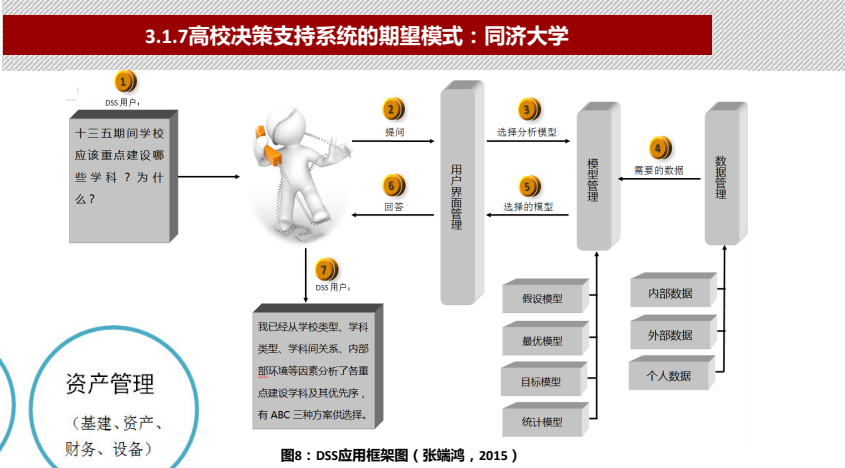 3.1.7高校决策支持系统的期望模式：同济大学
1
DSS 用户，
十三五期间学校
应该重点建设哪
些学科？为什
么？
2
提问
3
选择分析模型
4
需要的数据
5
选择的模型
6
回答
7
DSS 用户，
用户界面管理
模型管理
数据管理
我已经从学校类型、学科
类型、学科间关系、内部
部环境等因素分析了各重
点建设学科及其优先序，
有 ABC 三种方案供选择。
假设模型
最优模型
目标模型
统计模型
内部数据
外部数据
个人数据
资产管理
（基建、资产、
财务、设备）
图8：DSS应用框架图（张端鸿，2015）